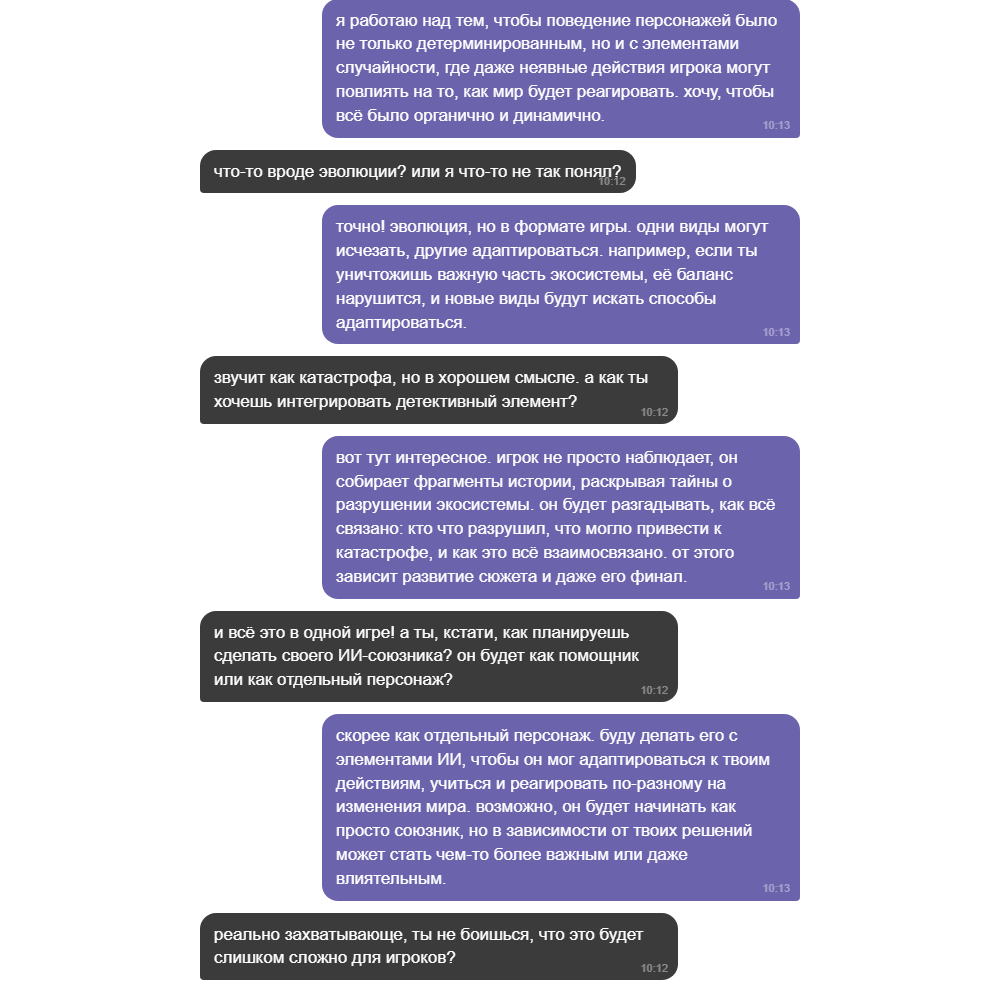 я работаю над тем, чтобы поведение персонажей было
не только детерминированным, но и с элементами
случайности, где даже неявные действия игрока могут
повлиять на то, как мир будет реагировать. хочу, чтобы
всё было органично и динамично.
10:13
что-то вроде эволюции? или я что-то не так понял?
10:12
точно! эволюция, но в формате игры. одни виды могут
исчезать, другие адаптироваться. например, если ты
уничтожишь важную часть экосистемы, её баланс
нарушится, и новые виды будут искать способы
адаптироваться.
10:13
звучит как катастрофа, но в хорошем смысле. а как ты
хочешь интегрировать детективный элемент?
10:12
вот тут интересное. игрок не просто наблюдает, он
собирает фрагменты истории, раскрывая тайны о
разрушении экосистемы. он будет разгадывать, как всё
связано: кто что разрушил, что могло привести к
катастрофе, и как это всё взаимосвязано. от этого
зависит развитие сюжета и даже его финал.
10:13
и всё это в одной игре! а ты, кстати, как планируешь
сделать своего ИИ-союзника? он будет как помощник
или как отдельный персонаж?
10:12
скорее как отдельный персонаж. буду делать его с
элементами ИИ, чтобы он мог адаптироваться к твоим
действиям, учиться и реагировать по-разному на
изменения мира. возможно, он будет начинать как
просто союзник, но в зависимости от твоих решений
может стать чем-то более важным или даже
влиятельным.
10:13
реально захватывающе, ты не боишься, что это будет
слишком сложно для игроков?
10:12